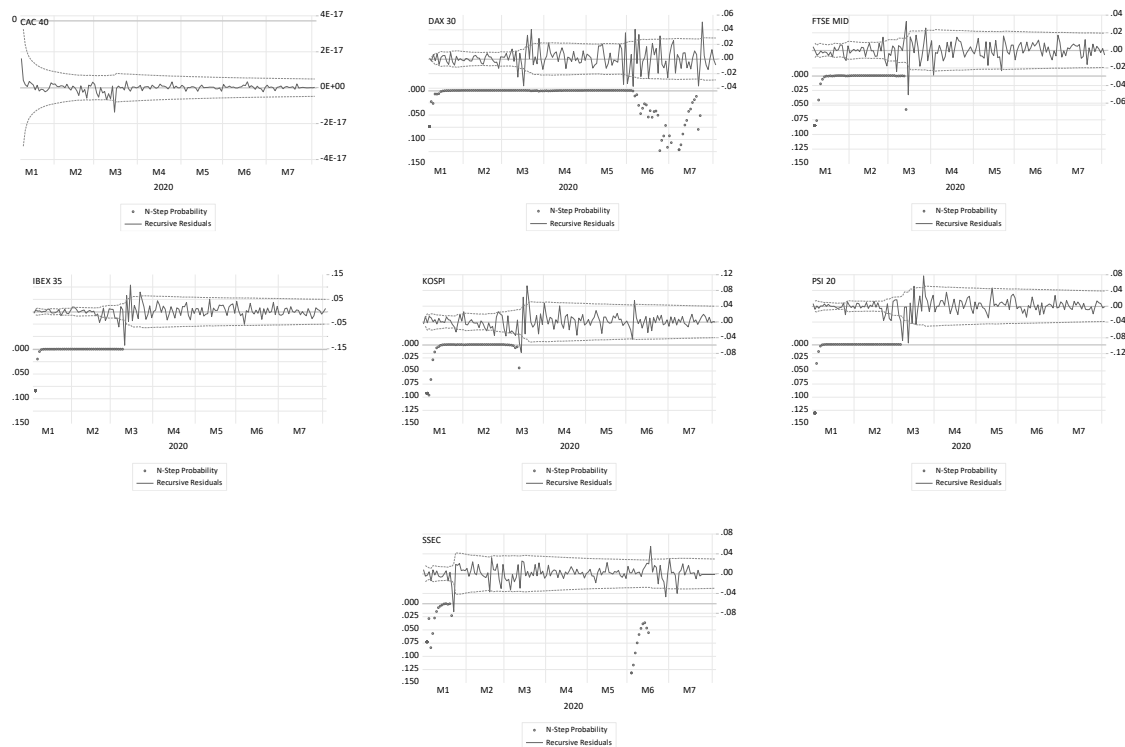 CAC 40
0
4E-17
2E-17
0E+00
-2E-17
-4E-17
M1 M2 M3 M4 M5 M6 M7
2020
N-Step Probability
Recursive Residuals
DAX 30
.06
.04
.02
.00
-.02
-.04
.000
.025
.050
.075
.100
.125
.150
M1 M2 M3 M4 M5 M6 M7
2020
N-Step Probability
Recursive Residuals
FTSE MID
.04
.02
.00
-.02
-.04
-.06
.000
.025
.050
.075
.100
.125
.150
M1 M2 M3 M4 M5 M6 M7
2020
N-Step Probability
Recursive Residuals
IBEX 35
.15
.05
-.05
-.15
.000
.050
.100
.150
M1 M2 M3 M4 M5 M6 M7
2020
N-Step Probability
Recursive Residuals
KOSPI
.12
.08
.04
.00
-.04
-.08
.000
.025
.050
.075
.100
.125
.150
M1 M2 M3 M4 M5 M6 M7
2020
N-Step Probability
Recursive Residuals
PSI 20
.08
.04
.00
-.04
-.08
-.12
.000
.025
.050
.075
.100
.125
.150
M1 M2 M3 M4 M5 M6 M7
2020
N-Step Probability
Recursive Residuals
SSEC
.08
.04
.00
-.04
-.08
.000
.025
.050
.075
.100
.125
.150
M1 M2 M3 M4 M5 M6 M7
2020
N-Step Probability
Recursive Residuals